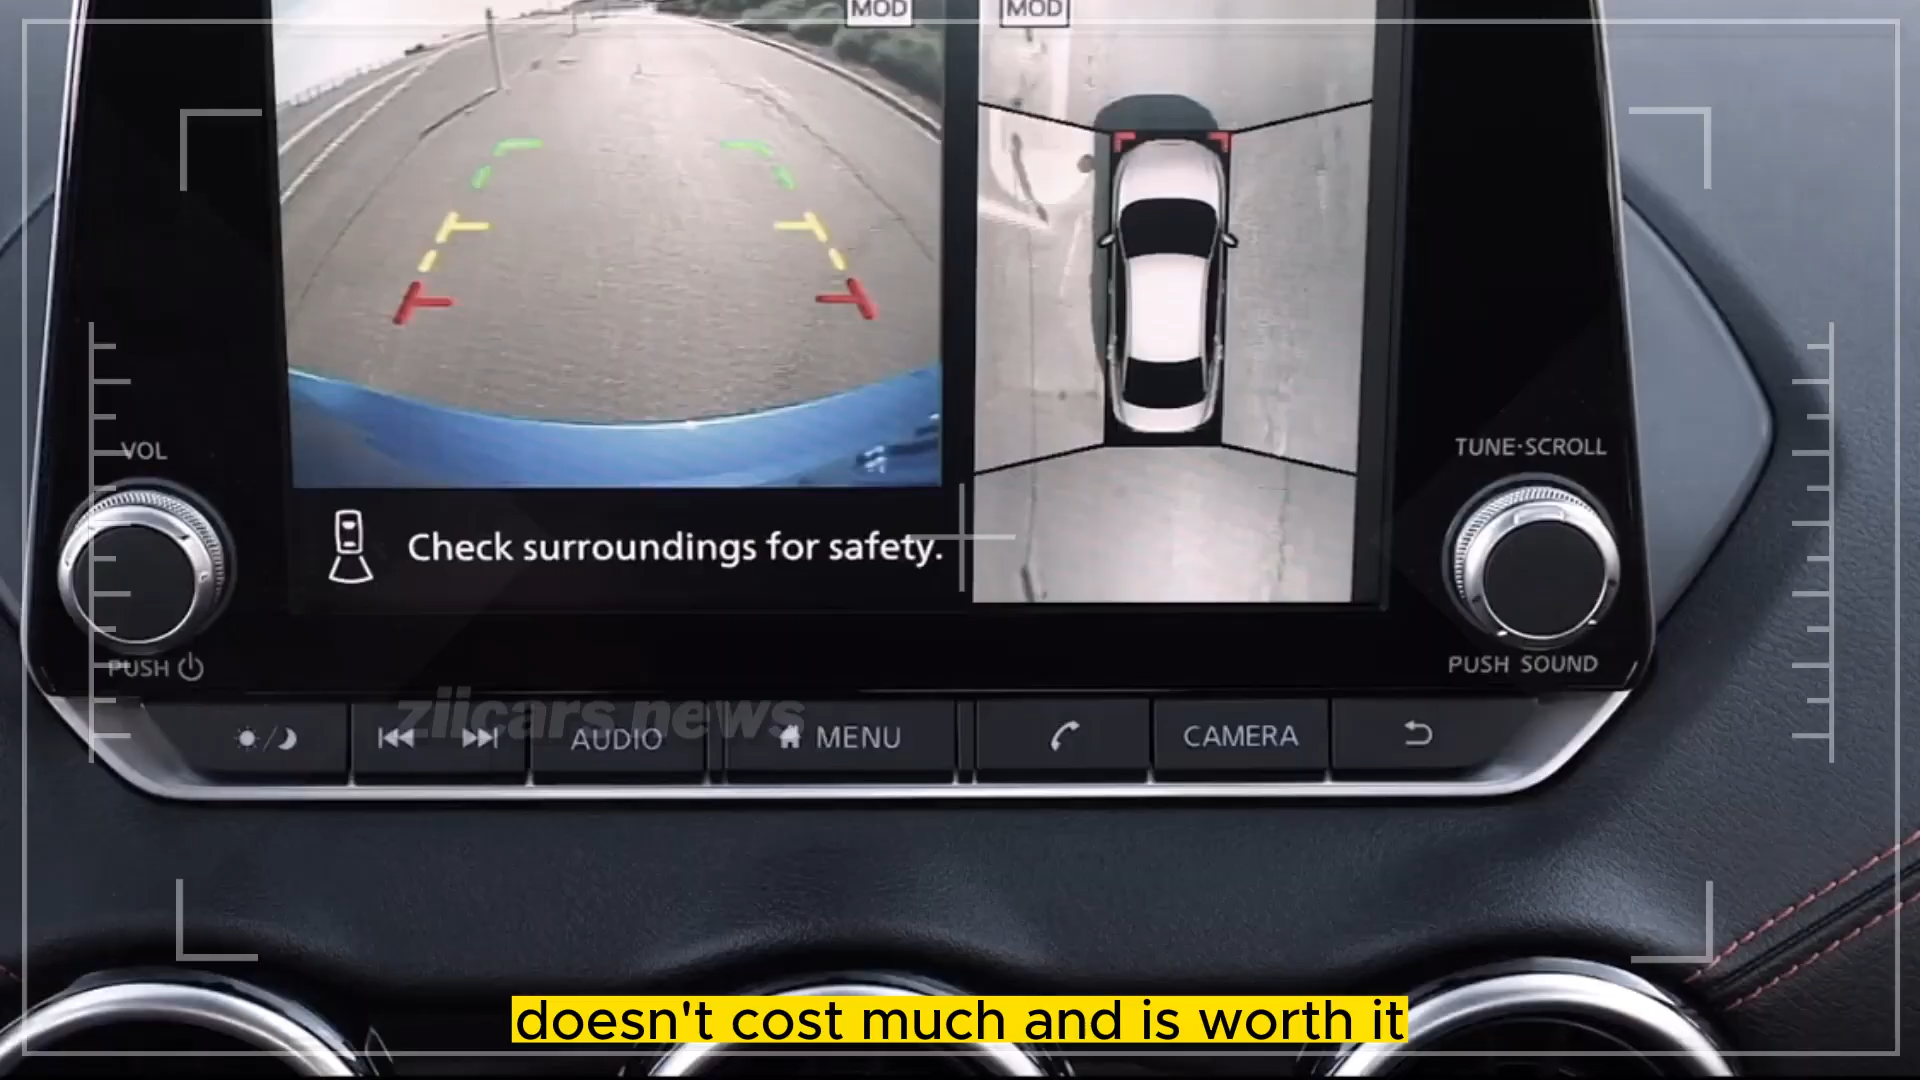 MOD
MOD
VOL
TUNE·SCROLL
Check surroundings for safety.
PUSH
PUSH SOUND
ziicars.news
AUDIO
MENU
CAMERA
doesn't cost much and is worth it